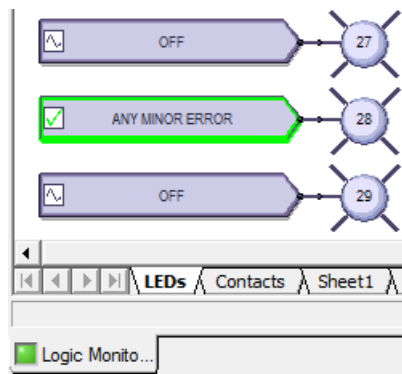 OFF 27
ANY MINOR ERROR 28
OFF 29
LEDs Contacts Sheet1
Logic Monito...